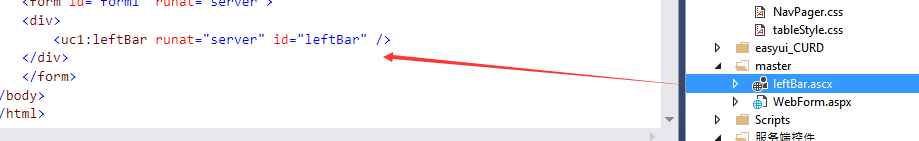 <form id="form1" runat="server">
<div>
<uc1:leftBar runat="server" id="leftBar" />
</div>
</form>
/body>
/html>
NavPager.css
tableStyle.css
easyui_CURD
master
leftBar.ascx
WebForm.aspx
Scripts
服务端控件